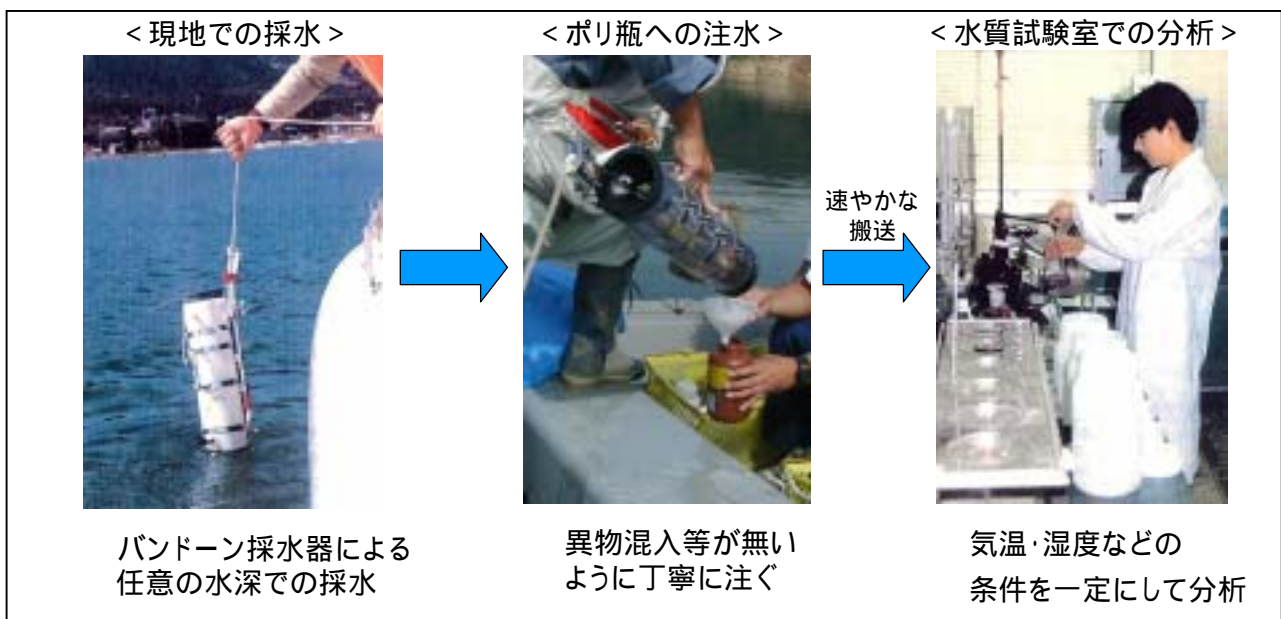 <現地での採水>
<ポリ瓶への注水>
<水質試験室での分析>
速やかな
搬送
バンドーン採水器による
任意の水深での採水
異物混入等が無い
ように丁寧に注ぐ
気温・湿度などの
条件を一定にして分析